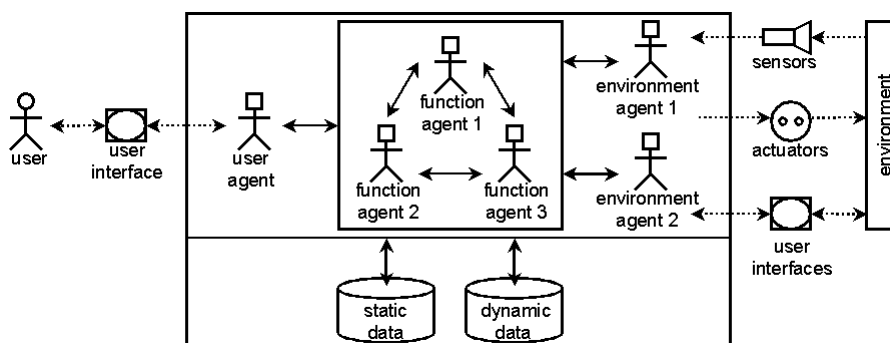 user
user
interface
user
agent
function
agent 1
function
agent 2
function
agent 3
environment
agent 1
environment
agent 2
sensors
actuators
user
interfaces
environment
static
data
dynamic
data